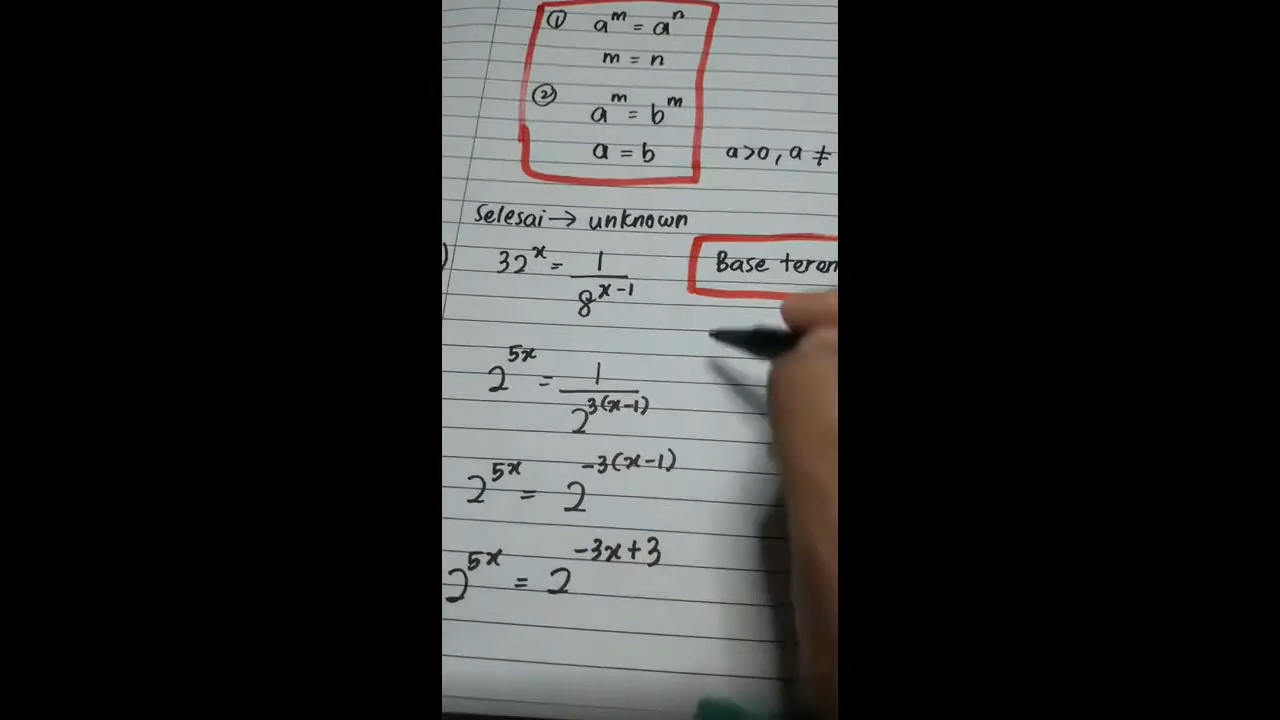 ① a^m = a^n
m = n
② a^m = b^m
a = b a>0, a ≠
Selesai → unknown
32^x = 1/8^(x-1) Base
2^5x = 1/2^3(x-1)
2^5x = 2^-3(x-1)
2^5x = 2^-3x+3